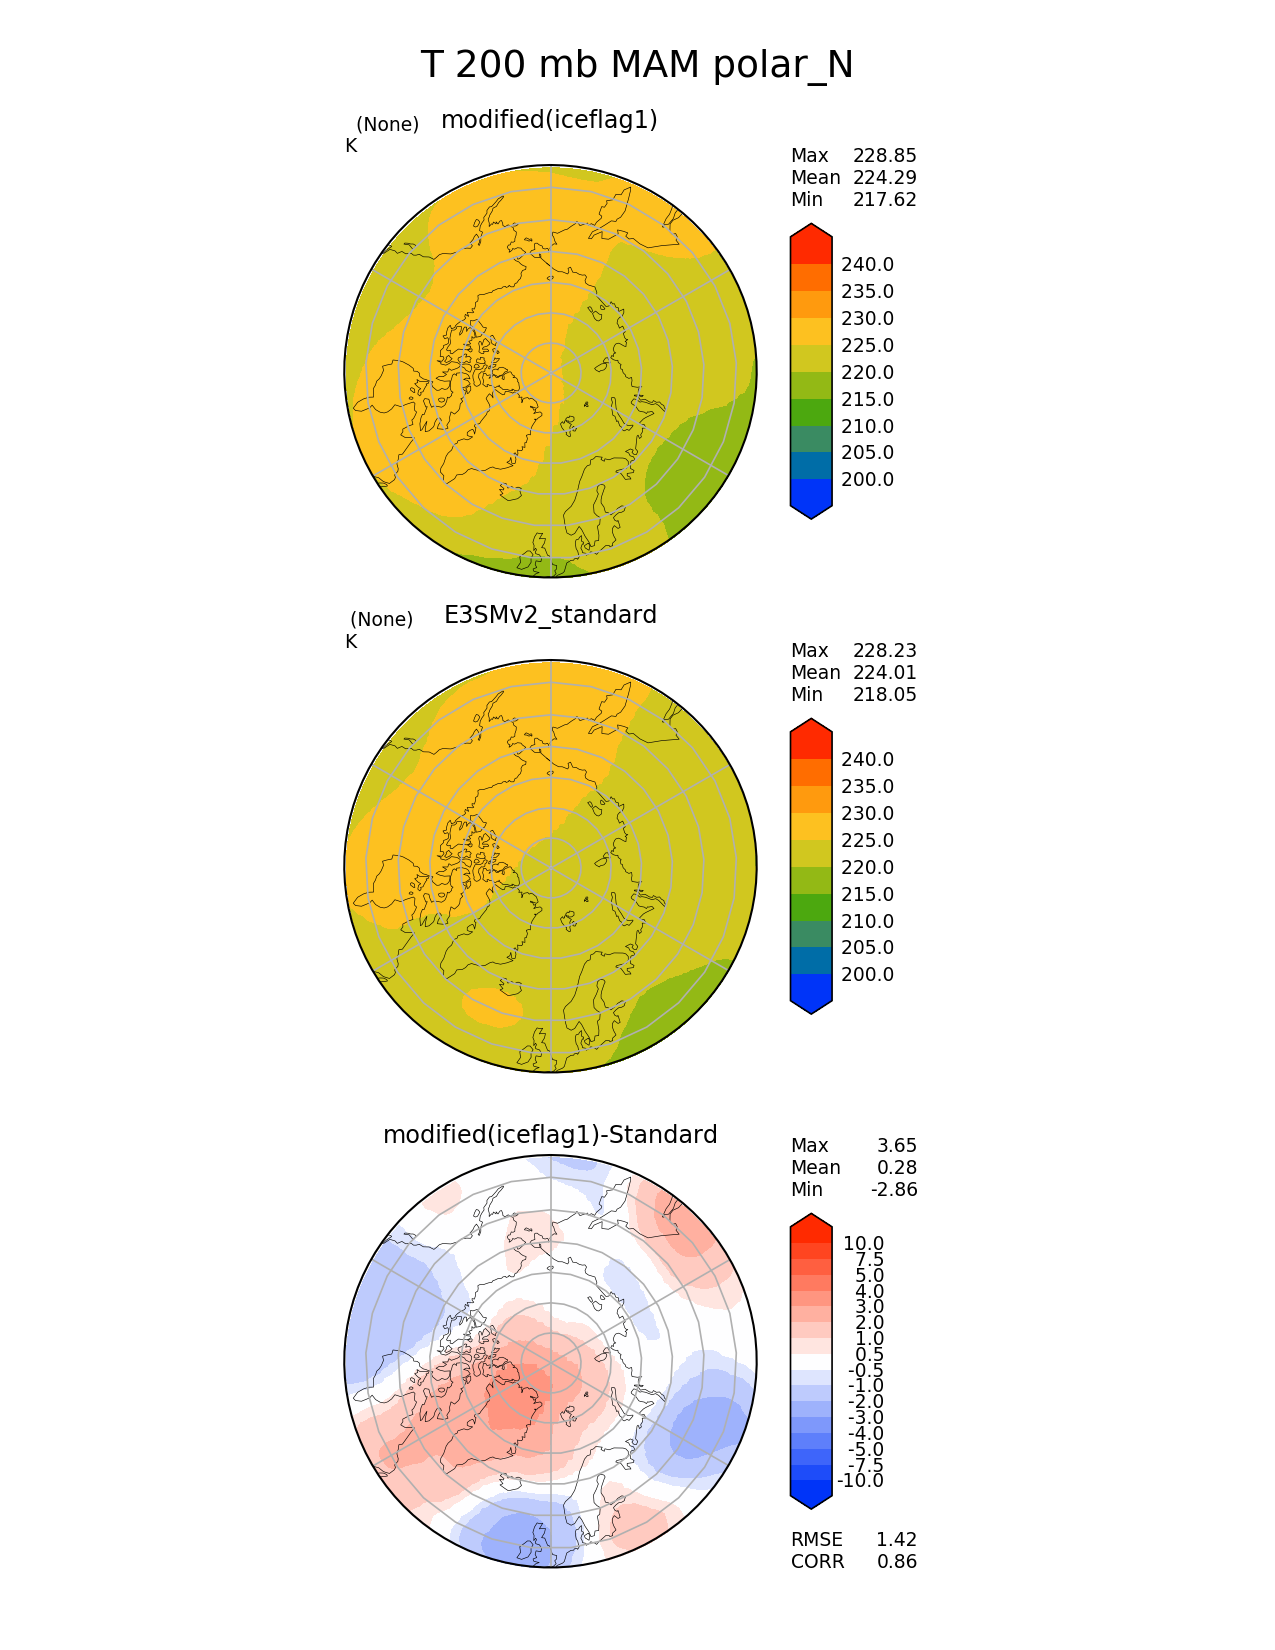 T 200 mb MAM polar_N
(None) modified(iceflag1)
K
Max 228.85
Mean 224.29
Min 217.62
240.0
235.0
230.0
225.0
220.0
215.0
210.0
205.0
200.0
(None) E3SMv2_standard
K
Max 228.23
Mean 224.01
Min 218.05
240.0
235.0
230.0
225.0
220.0
215.0
210.0
205.0
200.0
modified(iceflag1)-Standard
Max 3.65
Mean 0.28
Min -2.86
10.0
7.5
5.0
4.0
3.0
2.0
1.0
0.5
-0.5
-1.0
-2.0
-3.0
-4.0
-5.0
-7.5
-10.0
RMSE 1.42
CORR 0.86